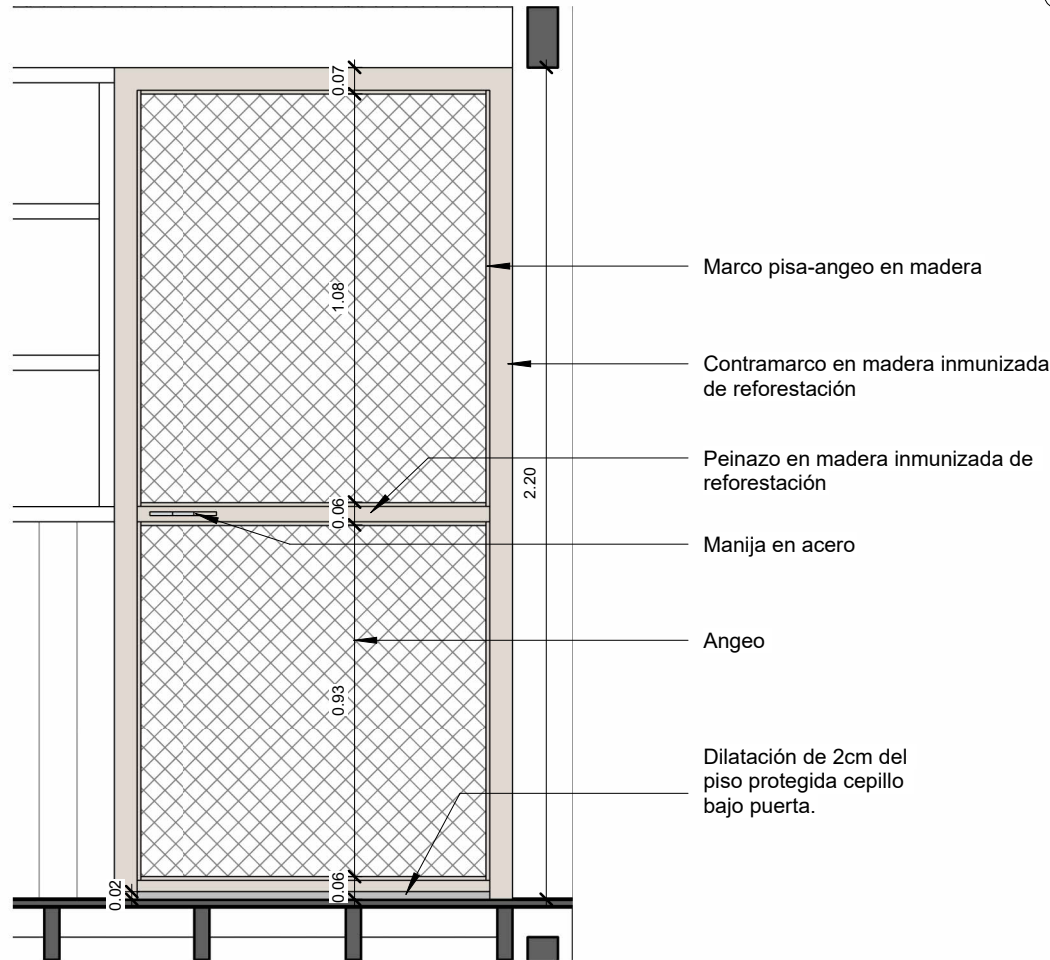 0.07
Marco pisa-angeo en madera
1.08
Contramarco en madera inmunizada
de reforestación
Peinazo en madera inmunizada de
reforestación
2.20
0.06
Manija en acero
Angeo
0.93
Dilatación de 2cm del
piso protegida cepillo
bajo puerta.
0.02
0.06